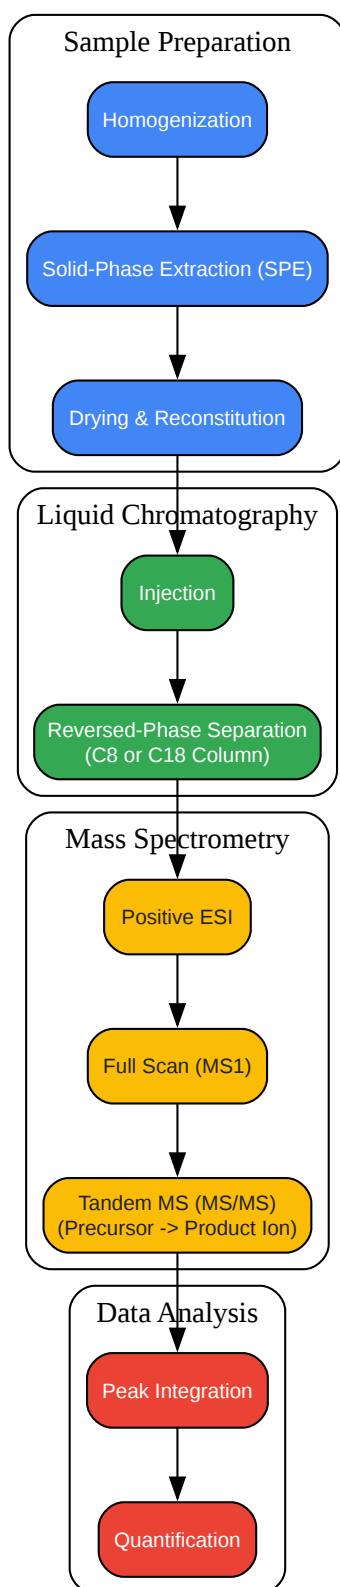 Sample Preparation
Homogenization
Solid-Phase Extraction (SPE)
Drying & Reconstitution
Liquid Chromatography
Injection
Reversed-Phase Separation
(C8 or C18 Column)
Mass Spectrometry
Positive ESI
Full Scan (MS1)
Tandem MS (MS/MS)
(Precursor -> Product Ion)
Data Analysis
Peak Integration
Quantification